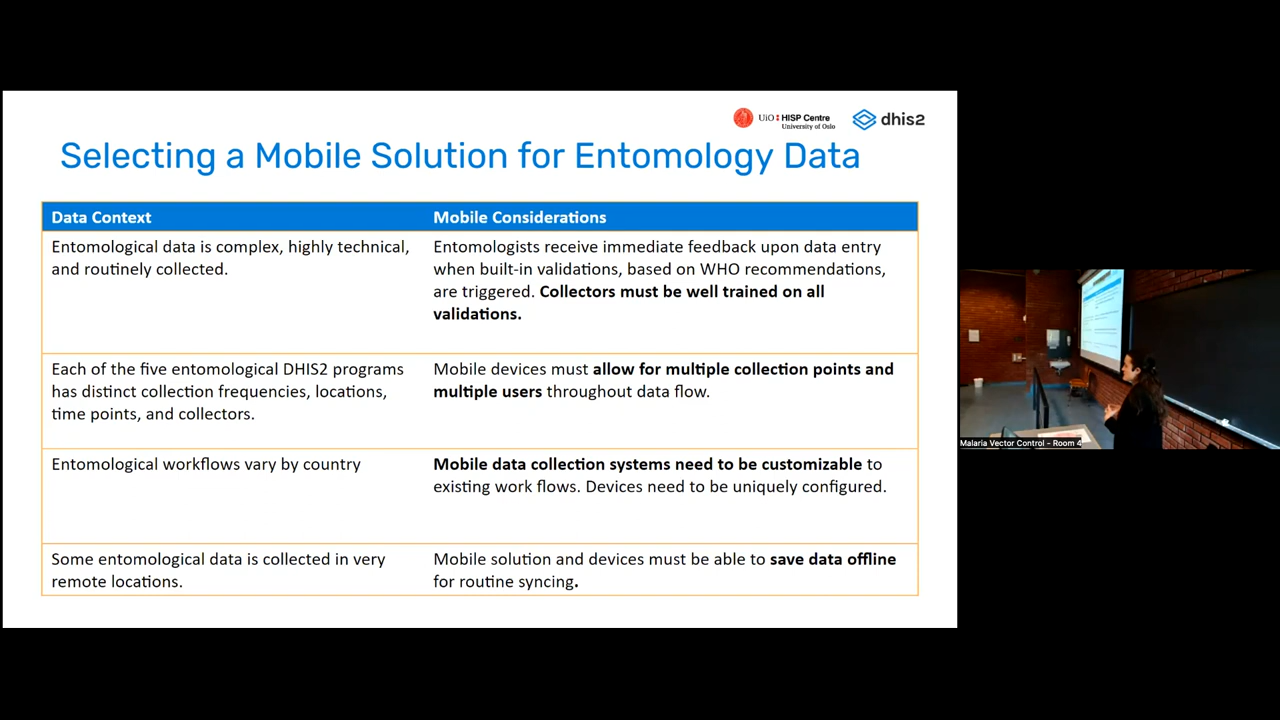 UiO HISP Centre
University of Oslo
dhis2
Selecting a Mobile Solution for Entomology Data
Data Context
Mobile Considerations
Entomological data is complex, highly technical,
and routinely collected.
Entomologists receive immediate feedback upon data entry
when built-in validations, based on WHO recommendations,
are triggered. Collectors must be well trained on all
validations.
Each of the five entomological DHIS2 programs
has distinct collection frequencies, locations,
time points, and collectors.
Mobile devices must allow for multiple collection points and
multiple users throughout data flow.
Entomological workflows vary by country
Mobile data collection systems need to be customizable to
existing work flows. Devices need to be uniquely configured.
Some entomological data is collected in very
remote locations.
Mobile solution and devices must be able to save data offline
for routine syncing.
Malaria Vector Control - Room 4